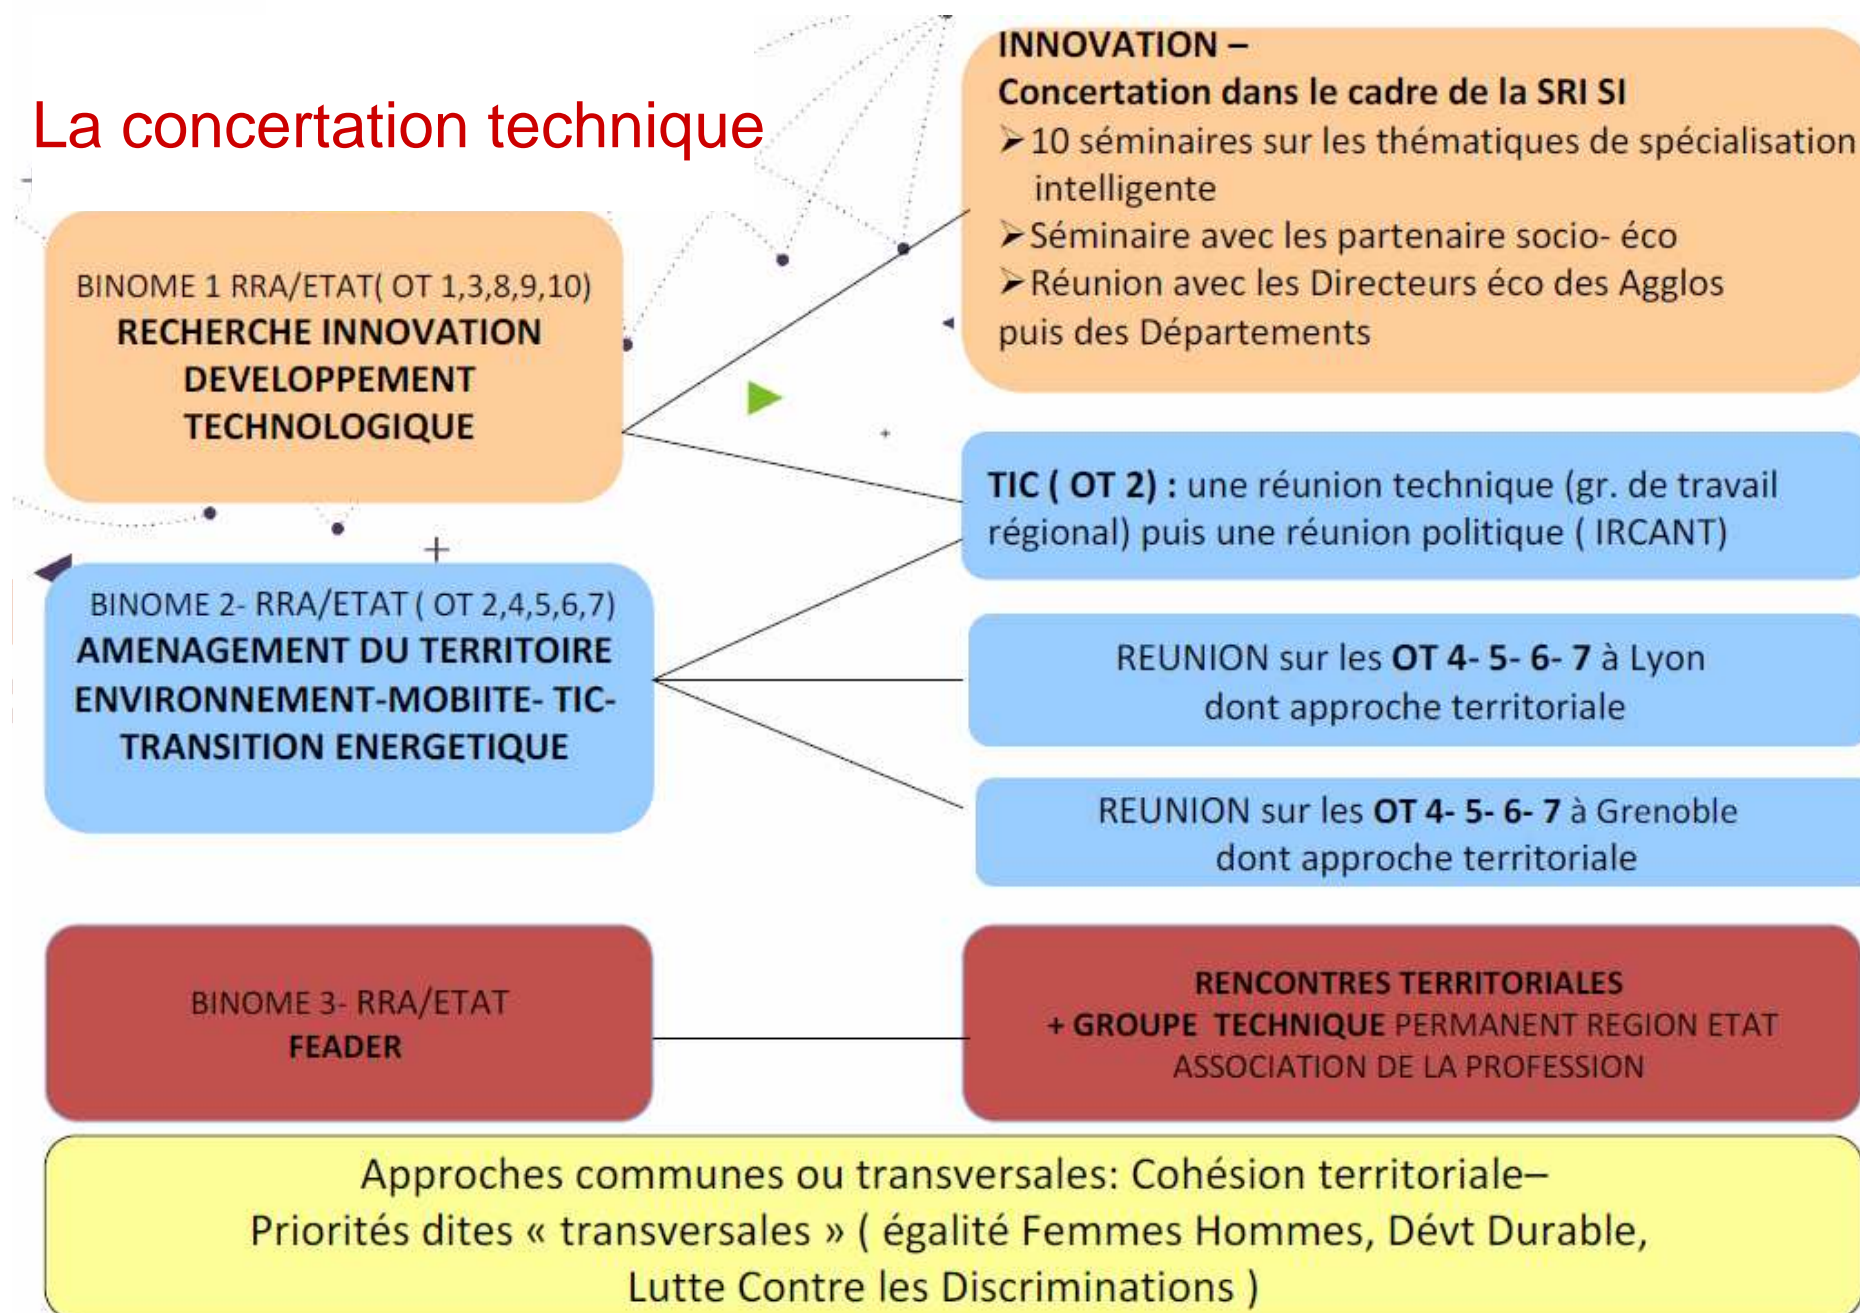 La concertation technique
BINOME 1 RRA/ETAT( OT 1,3,8,9,10)
RECHERCHE INNOVATION
DEVELOPPEMENT
TECHNOLOGIQUE
INNOVATION –
Concertation dans le cadre de la SRI SI
➢10 séminaires sur les thématiques de spécialisation
intelligente
➢Séminaire avec les partenaire socio- éco
➢Réunion avec les Directeurs éco des Agglos
puis des Départements
TIC ( OT 2) : une réunion technique (gr. de travail
régional) puis une réunion politique ( IRCANT)
BINOME 2- RRA/ETAT ( OT 2,4,5,6,7)
AMENAGEMENT DU TERRITOIRE
ENVIRONNEMENT-MOBIITE- TIC-
TRANSITION ENERGETIQUE
REUNION sur les OT 4- 5- 6- 7 à Lyon
dont approche territoriale
REUNION sur les OT 4- 5- 6- 7 à Grenoble
dont approche territoriale
BINOME 3- RRA/ETAT
FEADER
RENCONTRES TERRITORIALES
+ GROUPE TECHNIQUE PERMANENT REGION ETAT
ASSOCIATION DE LA PROFESSION
Approches communes ou transversales: Cohésion territoriale–
Priorités dites « transversales » ( égalité Femmes Hommes, Dévt Durable,
Lutte Contre les Discriminations )